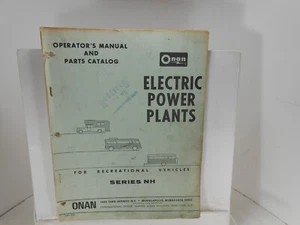 OPERATOR'S MANUAL
AND
PARTS CATALOG
Onan
ELECTRIC
POWER
PLANTS
FOR RECREATIONAL VEHICLES
SERIES NH
ONAN